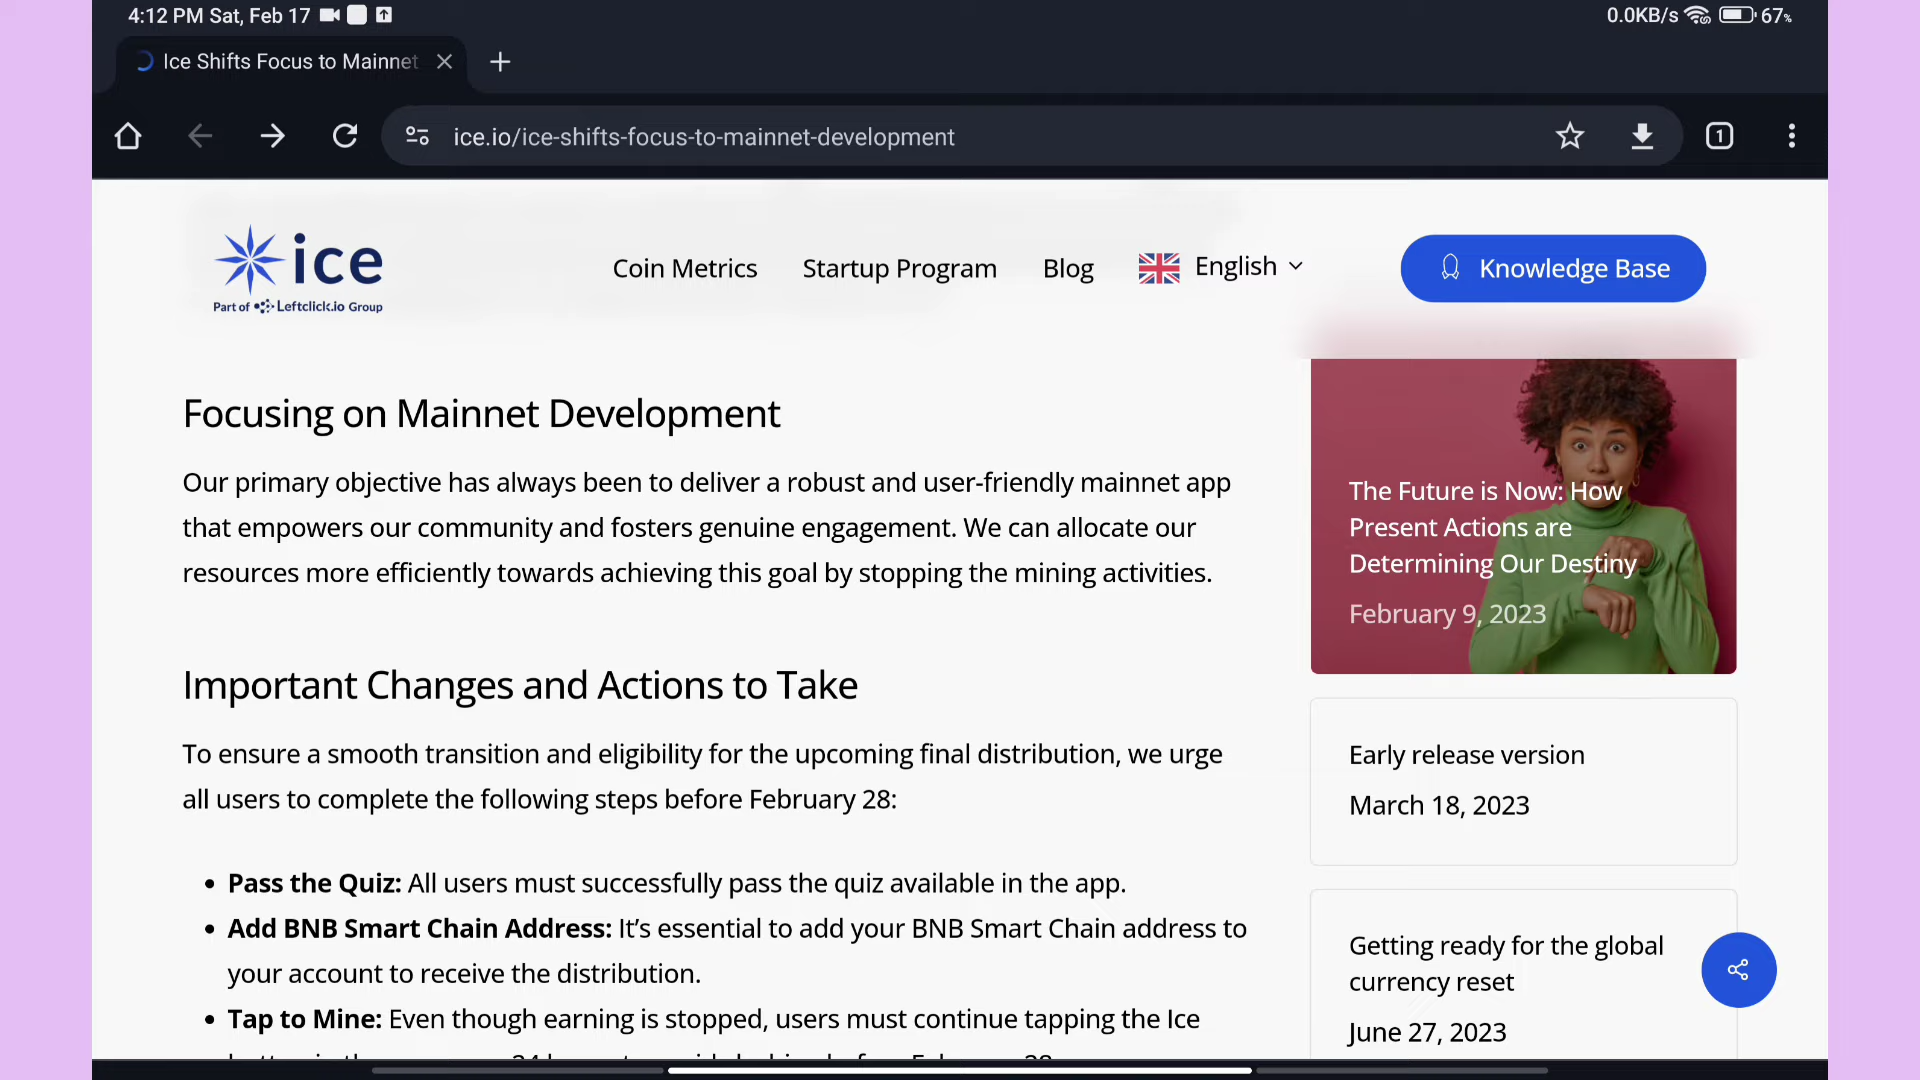 4:12 PM Sat, Feb 17
0.0KB/s
67%
Ice Shifts Focus to Mainnet
ice.io/ice-shifts-focus-to-mainnet-development
1
ice
Part of Leftclick.io Group
Coin Metrics
Startup Program
Blog
English
Knowledge Base
Focusing on Mainnet Development
Our primary objective has always been to deliver a robust and user-friendly mainnet app
that empowers our community and fosters genuine engagement. We can allocate our
resources more efficiently towards achieving this goal by stopping the mining activities.
Important Changes and Actions to Take
To ensure a smooth transition and eligibility for the upcoming final distribution, we urge
all users to complete the following steps before February 28:
• Pass the Quiz: All users must successfully pass the quiz available in the app.
• Add BNB Smart Chain Address: It’s essential to add your BNB Smart Chain address to
your account to receive the distribution.
• Tap to Mine: Even though earning is stopped, users must continue tapping the Ice
The Future is Now: How
Present Actions are
Determining Our Destiny
February 9, 2023
Early release version
March 18, 2023
Getting ready for the global
currency reset
June 27, 2023